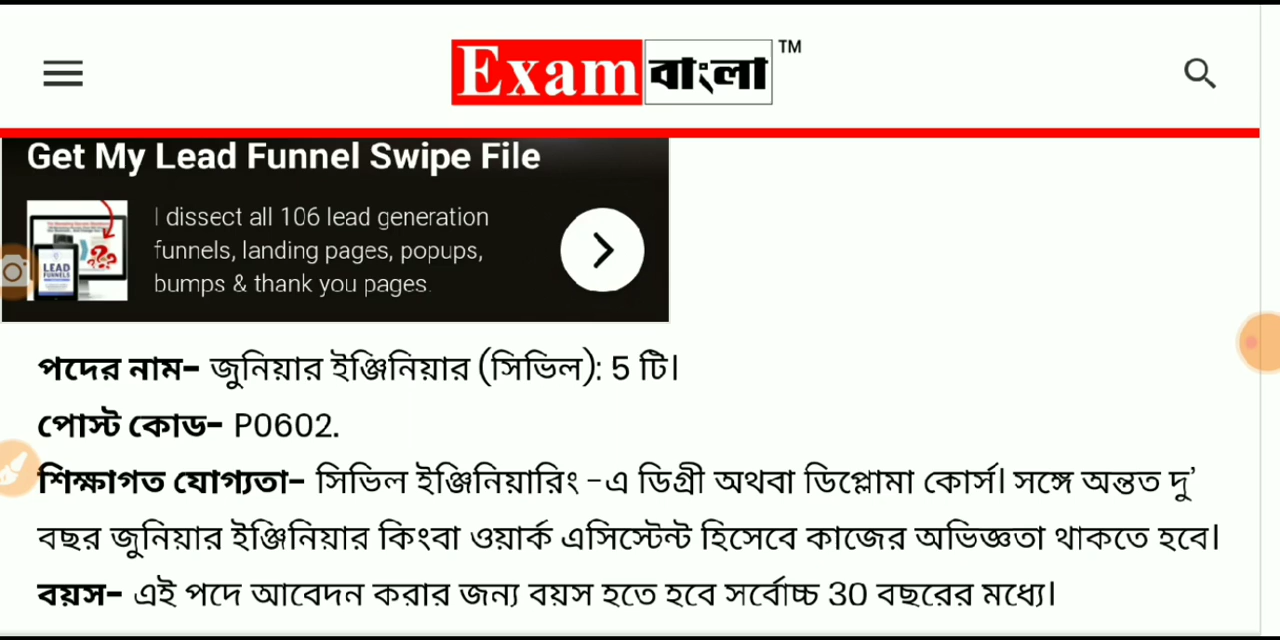 Exam বাংলা TM
Get My Lead Funnel Swipe File
I dissect all 106 lead generation
funnels, landing pages, popups,
bumps & thank you pages.
LEAD
FUNNELS
পদের নাম- জুনিয়ার ইঞ্জিনিয়ার (সিভিল): 5 টি।
পোস্ট কোড- P0602.
শিক্ষাগত যোগ্যতা- সিভিল ইঞ্জিনিয়ারিং -এ ডিগ্রী অথবা ডিপ্লোমা কোর্স। সঙ্গে অন্তত দু'
বছর জুনিয়ার ইঞ্জিনিয়ার কিংবা ওয়ার্ক এসিস্টেন্ট হিসেবে কাজের অভিজ্ঞতা থাকতে হবে।
বয়স- এই পদে আবেদন করার জন্য বয়স হতে হবে সর্বোচ্চ 30 বছরের মধ্যে।